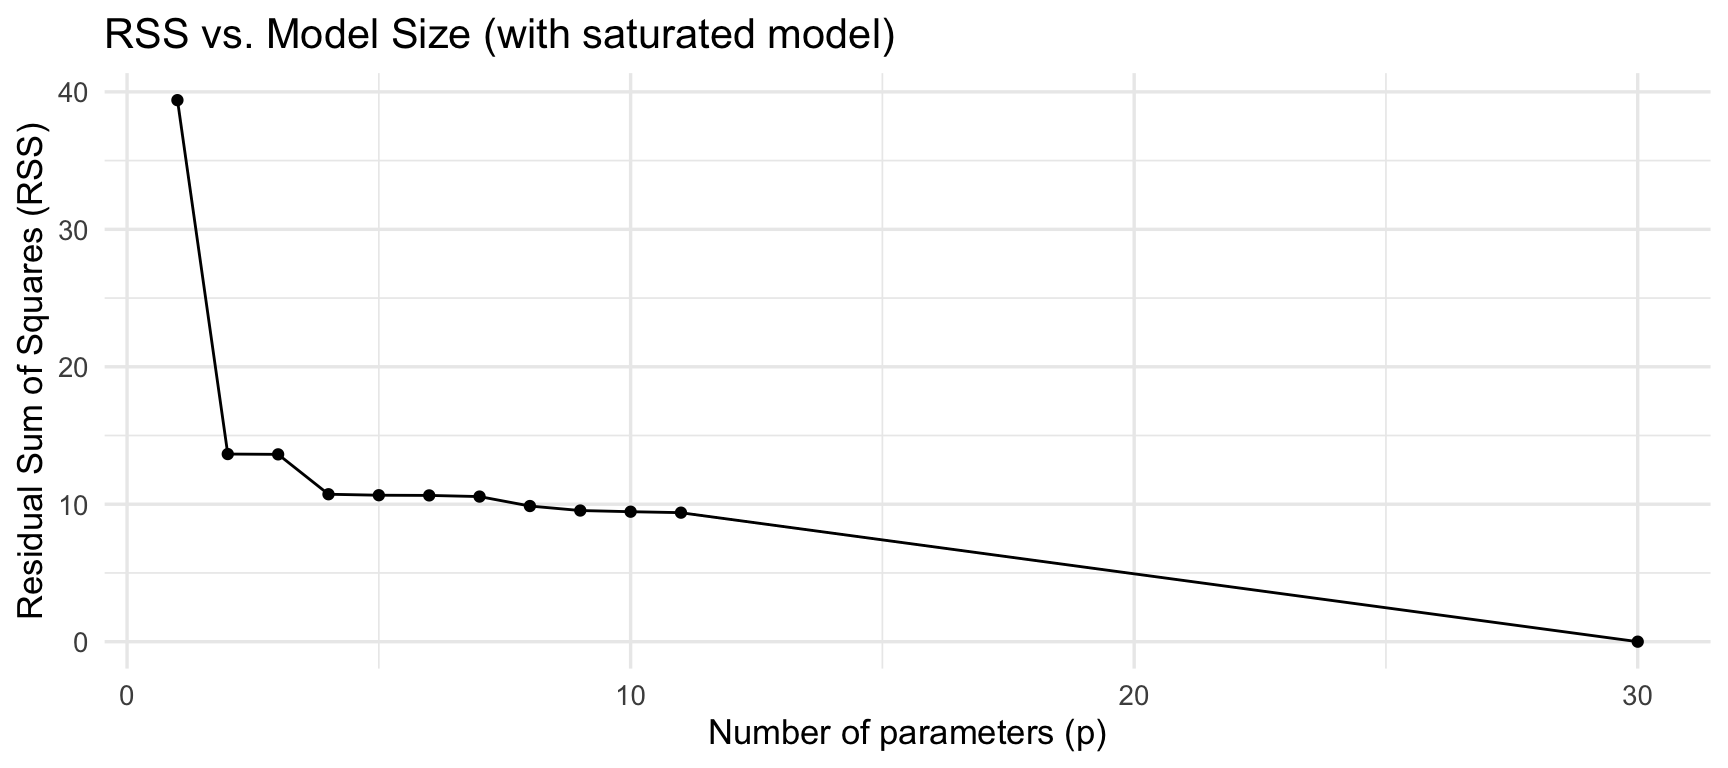 RSS vs. Model Size (with saturated model)
Residual Sum of Squares (RSS)
40
30
20
10
0
0 10 20 30
Number of parameters (p)